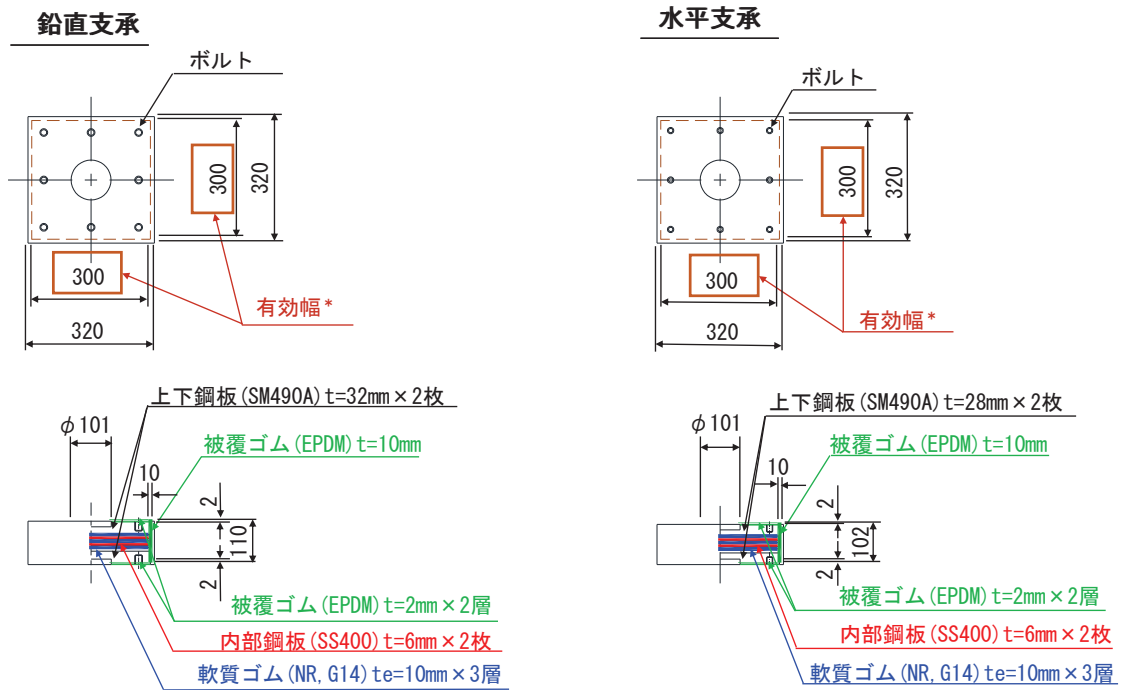 鉛直支承
ボルト
300
320
300
有効幅*
320
上下鋼板(SM490A)t=32mm×2枚
φ101
被覆ゴム(EPDM)t=10mm
10
2
110
2
被覆ゴム(EPDM)t=2mm×2層
内部鋼板(SS400)t=6mm×2枚
軟質ゴム(NR,G14)te=10mm×3層
水平支承
ボルト
300
320
300
有効幅*
320
上下鋼板(SM490A)t=28mm×2枚
φ101
被覆ゴム(EPDM)t=10mm
10
2
102
2
被覆ゴム(EPDM)t=2mm×2層
内部鋼板(SS400)t=6mm×2枚
軟質ゴム(NR,G14)te=10mm×3層